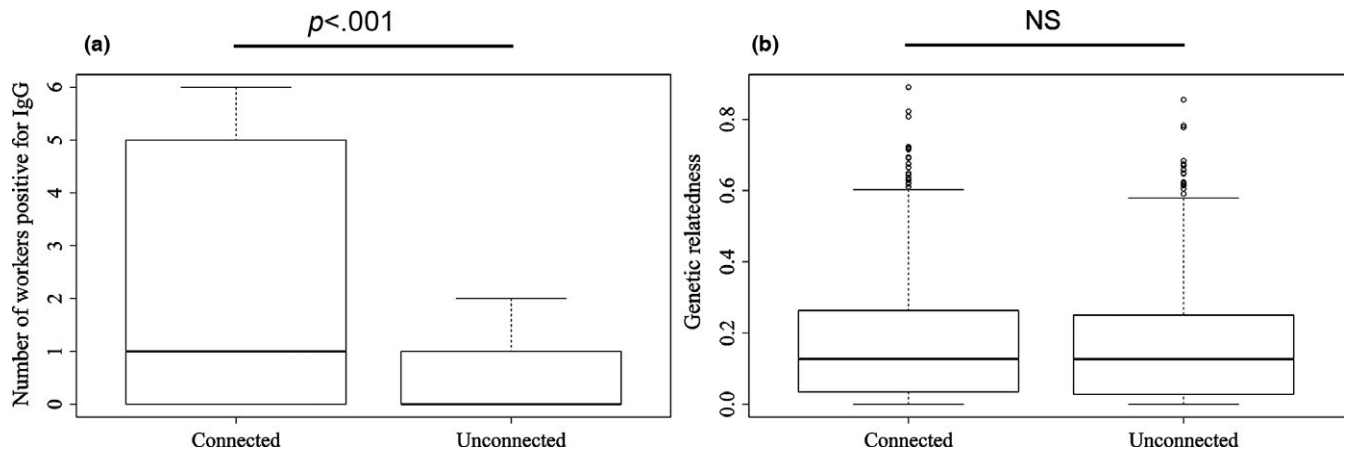 (a)
p<.001
Number of workers positive for IgG
6
5
4
3
2
1
0
Connected
Unconnected
(b)
NS
Genetic relatedness
0.8
0.6
0.4
0.2
0.0
Connected
Unconnected